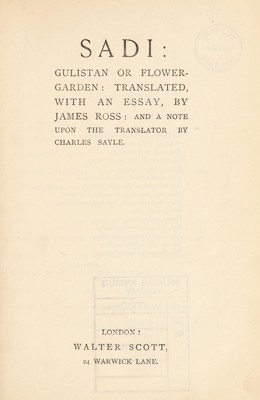 SADI:
GULISTAN OR FLOWER-
GARDEN: TRANSLATED,
WITH AN ESSAY, BY
JAMES ROSS: AND A NOTE
UPON THE TRANSLATOR BY
CHARLES SAYLE.
LONDON:
WALTER SCOTT,
24 WARWICK LANE.